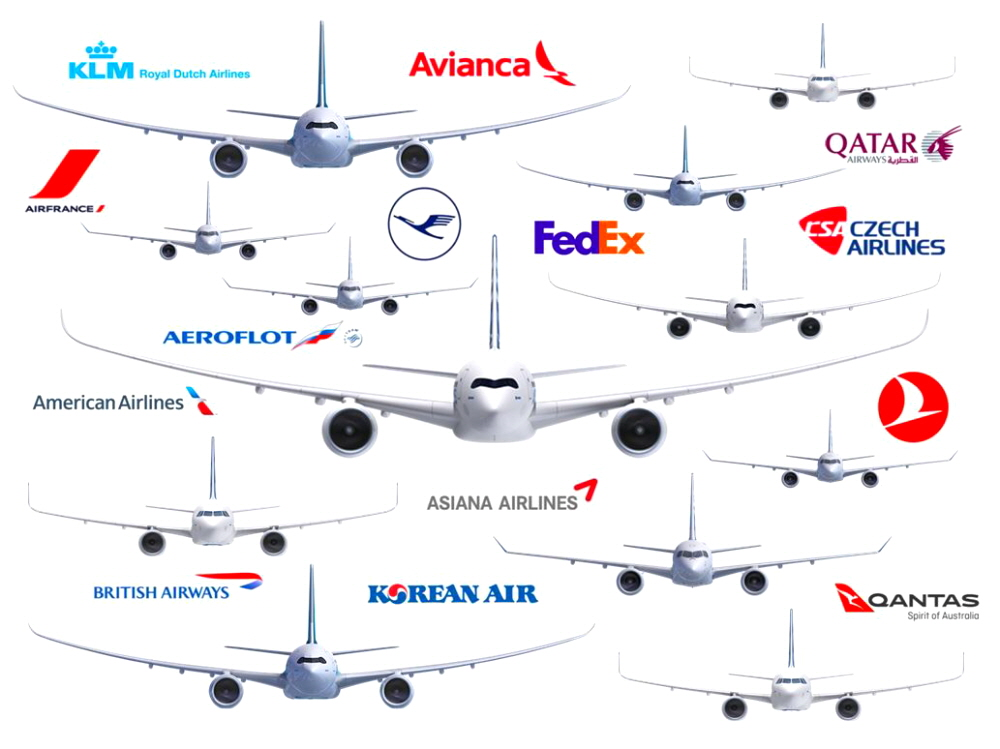 KLM Royal Dutch Airlines
Avianca
QATAR
AIRWAYS القطرية
AIRFRANCE
FedEx
CSA CZECH
AIRLINES
AEROFLOT
American Airlines
ASIANA AIRLINES
BRITISH AIRWAYS
KOREAN AIR
QANTAS
Spirit of Australia